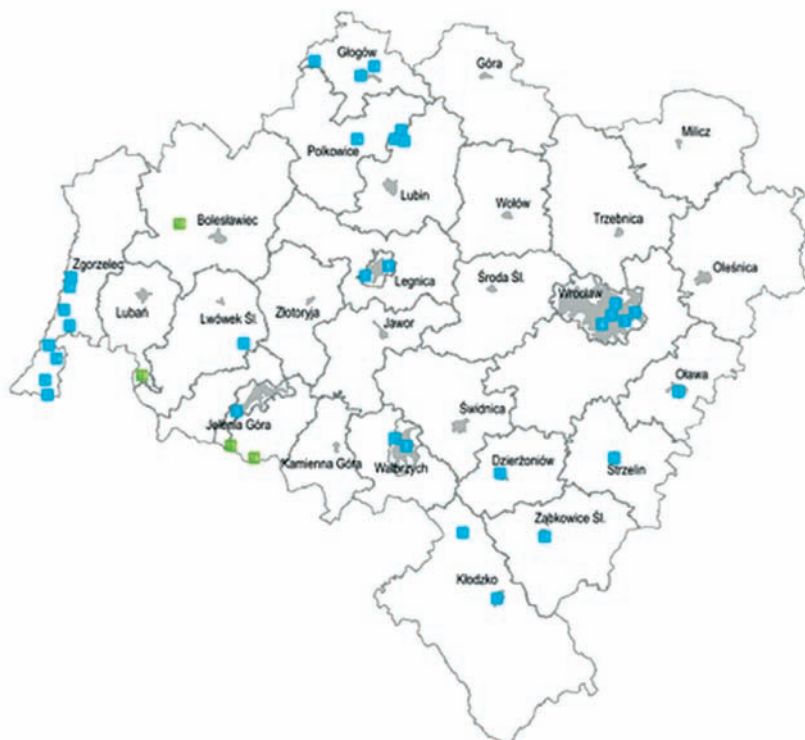 Głogów
Góra
Milicz
Polkowice
Lubin
Wołów
Trzebnica
Bolesławiec
Zgorzelec
Oleśnica
Legnica
Środa Śl.
Wrocław
Lubań
Lwówek Śl.
Złotoryja
Jawor
Oława
Świdnica
Jelenia Góra
Kamienna Góra
Wałbrzych
Dzierżoniów
Strzelin
Ząbkowice Śl.
Kłodzko